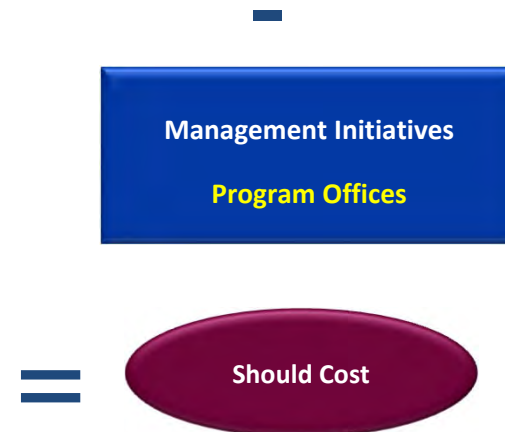 -
Management Initiatives
Program Offices
= Should Cost